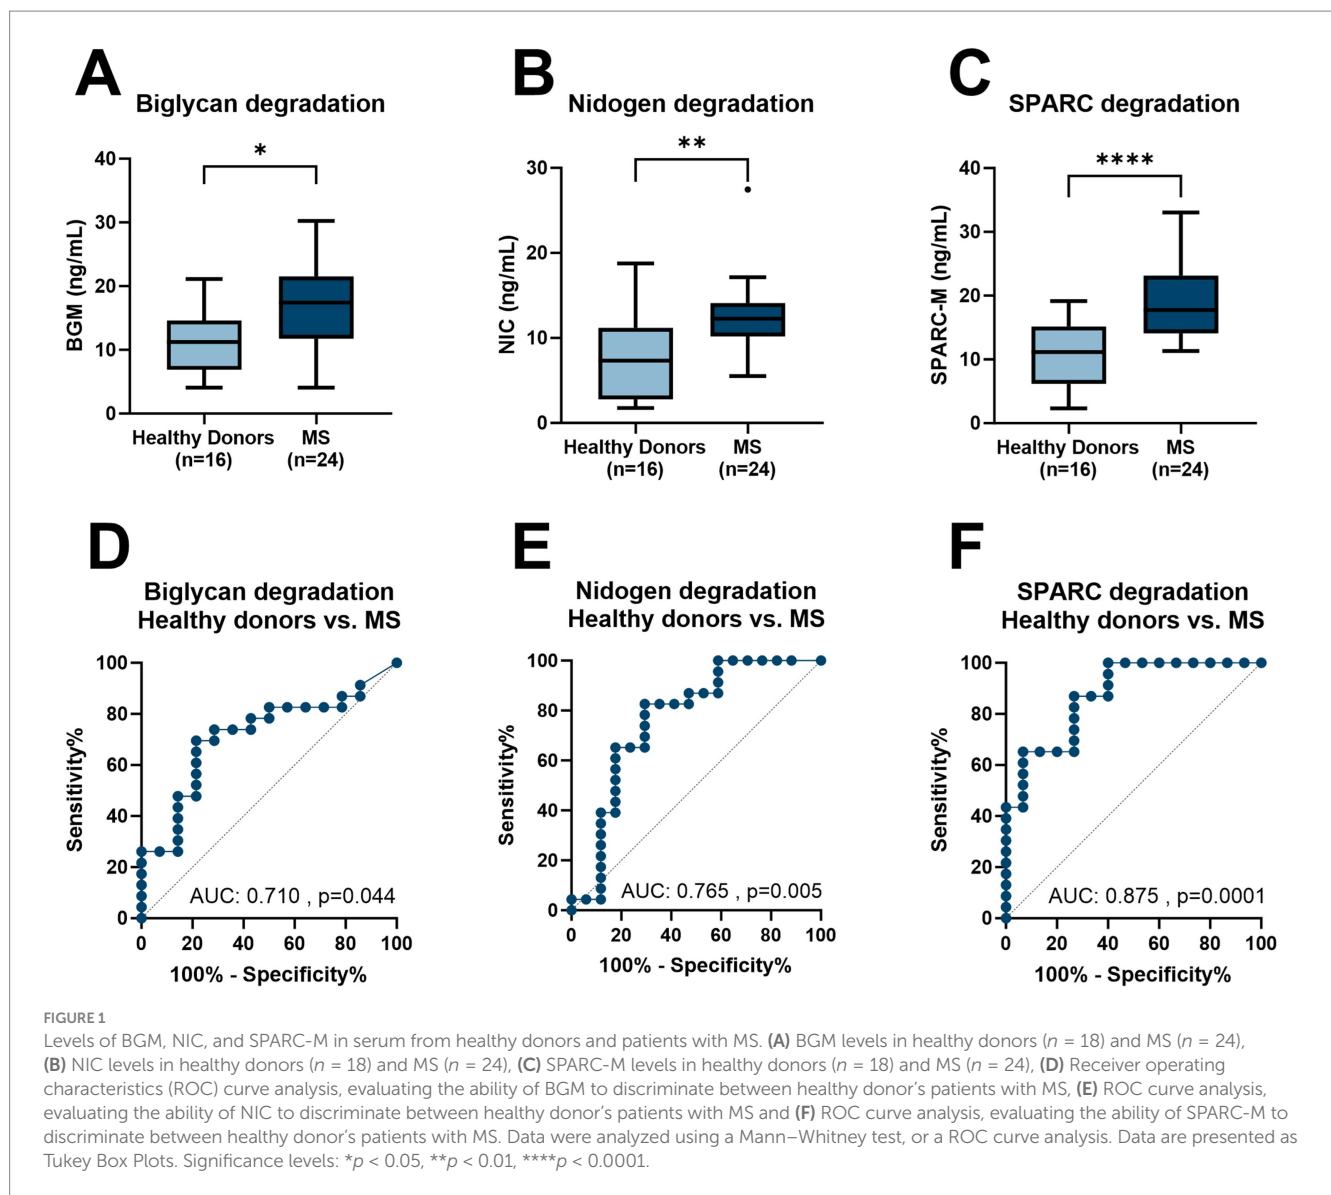 A
Biglycan degradation
*
BGM (ng/mL)
40
30
20
10
0
Healthy Donors
(n=16)
MS
(n=24)
B
Nidogen degradation
**
NIC (ng/mL)
30
20
10
0
Healthy Donors
(n=16)
MS
(n=24)
C
SPARC degradation
****
SPARC-M (ng/mL)
40
30
20
10
0
Healthy Donors
(n=16)
MS
(n=24)
D
Biglycan degradation
Healthy donors vs. MS
Sensitivity%
100
80
60
40
20
0
AUC: 0.710 , p=0.044
0 20 40 60 80 100
100% - Specificity%
E
Nidogen degradation
Healthy donors vs. MS
Sensitivity%
100
80
60
40
20
0
AUC: 0.765 , p=0.005
0 20 40 60 80 100
100% - Specificity%
F
SPARC degradation
Healthy donors vs. MS
Sensitivity%
100
80
60
40
20
0
AUC: 0.875 , p=0.0001
0 20 40 60 80 100
100% - Specificity%
FIGURE 1
Levels of BGM, NIC, and SPARC-M in serum from healthy donors and patients with MS. (A) BGM levels in healthy donors (n = 18) and MS (n = 24),
(B) NIC levels in healthy donors (n = 18) and MS (n = 24), (C) SPARC-M levels in healthy donors (n = 18) and MS (n = 24), (D) Receiver operating
characteristics (ROC) curve analysis, evaluating the ability of BGM to discriminate between healthy donor’s patients with MS, (E) ROC curve analysis,
evaluating the ability of NIC to discriminate between healthy donor’s patients with MS and (F) ROC curve analysis, evaluating the ability of SPARC-M to
discriminate between healthy donor’s patients with MS. Data were analyzed using a Mann–Whitney test, or a ROC curve analysis. Data are presented as
Tukey Box Plots. Significance levels: *p < 0.05, **p < 0.01, ****p < 0.0001.